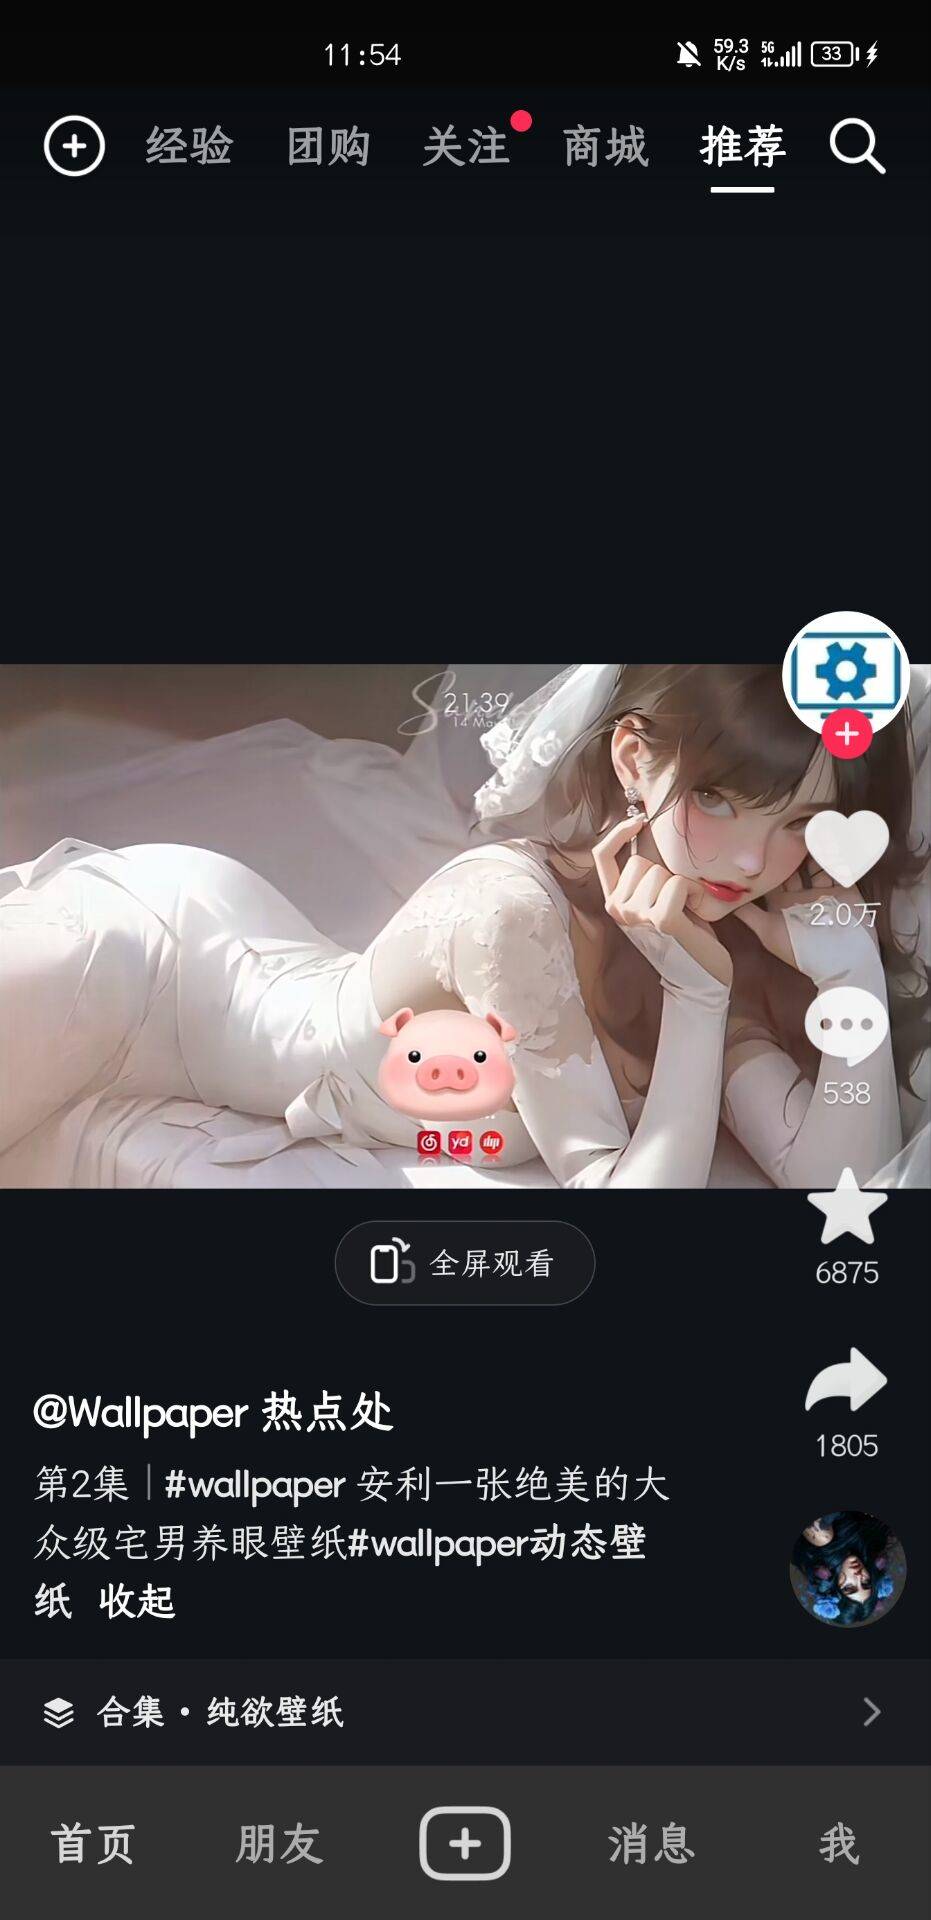 11:54
59.3
K/s
5G
33
经验 团购 关注 商城 推荐
21:39
14 Ma
2.0万
538
yd
6875
全屏观看
1805
@Wallpaper 热点处
第2集｜#wallpaper 安利一张绝美的大
众级宅男养眼壁纸#wallpaper动态壁
纸 收起
合集 · 纯欲壁纸
首页 朋友 消息 我